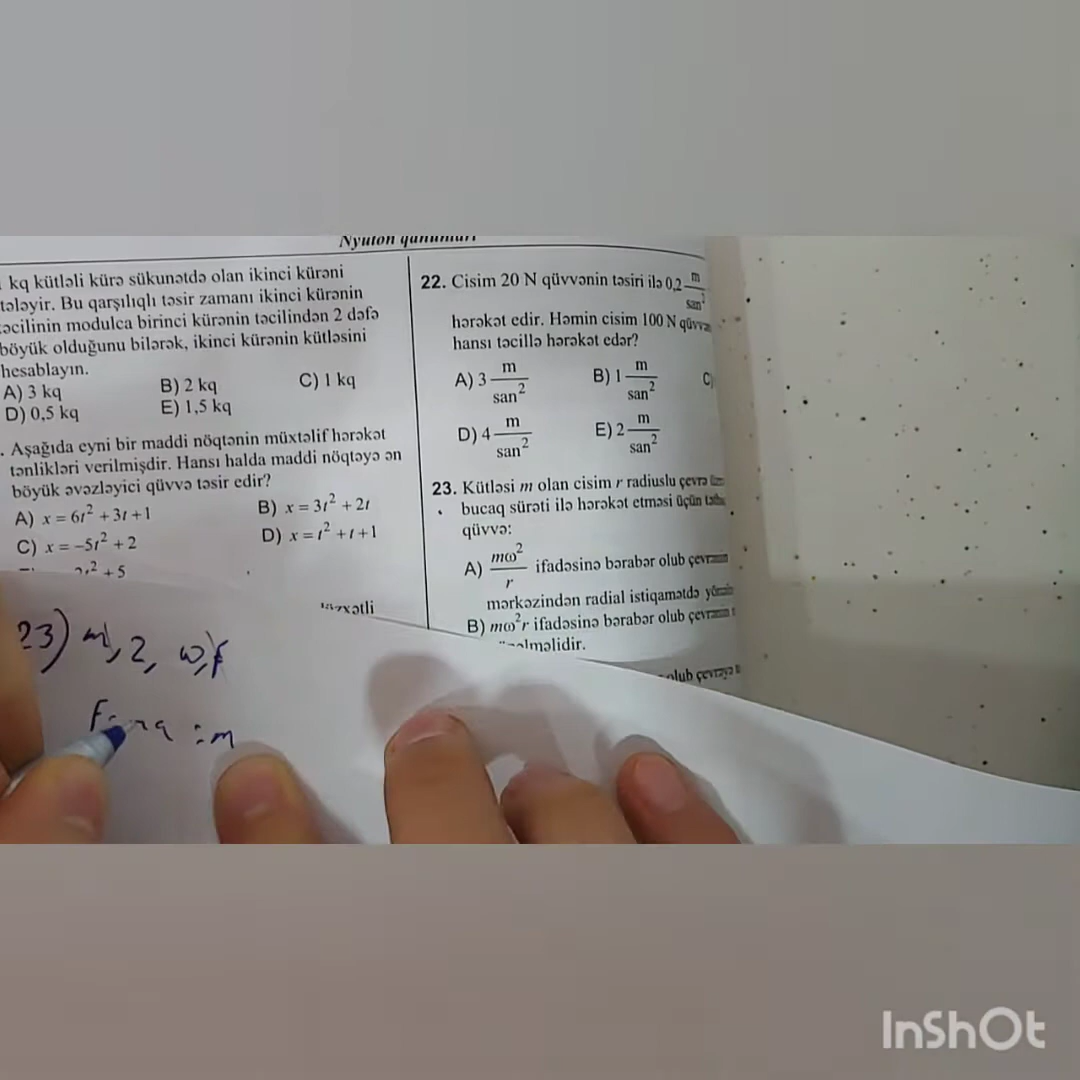 Nyuton qanunları
kq kütləli kürə sükunətdə olan ikinci kürəni
tələyir. Bu qarşılıqlı təsir zamanı ikinci kürənin
təcilinin modulca birinci kürənin təcilindən 2 dəfə
böyük olduğunu bilərək, ikinci kürənin kütləsini
hesablayın.
A) 3 kq B) 2 kq C) 1 kq
D) 0,5 kq E) 1,5 kq
. Aşağıda eyni bir maddi nöqtənin müxtəlif hərəkət
tənlikləri verilmişdir. Hansı halda maddi nöqtəyə ən
böyük əvəzləyici qüvvə təsir edir?
A) x = 6t² + 3t + 1 B) x = 3t² + 2t
C) x = –5t² + 2 D) x = t² + t + 1
t² + 5
22. Cisim 20 N qüvvənin təsiri ilə 0,2 m/san²
hərəkət edir. Həmin cisim 100 N
hansı təcillə hərəkət edər?
A) 3 m/san² B) 1 m/san² C)
D) 4 m/san² E) 2 m/san²
23. Kütləsi m olan cisim r radiuslu çevrə
bucaq sürəti ilə hərəkət etməsi üçün
qüvvə:
A) mω²/r ifadəsinə bərabər olub çevrənin
mərkəzindən radial istiqamətdə
B) mω²r ifadəsinə bərabər olub çevrənin
olub çevrəyə
23) m, 2, ω,
= m
InShOt